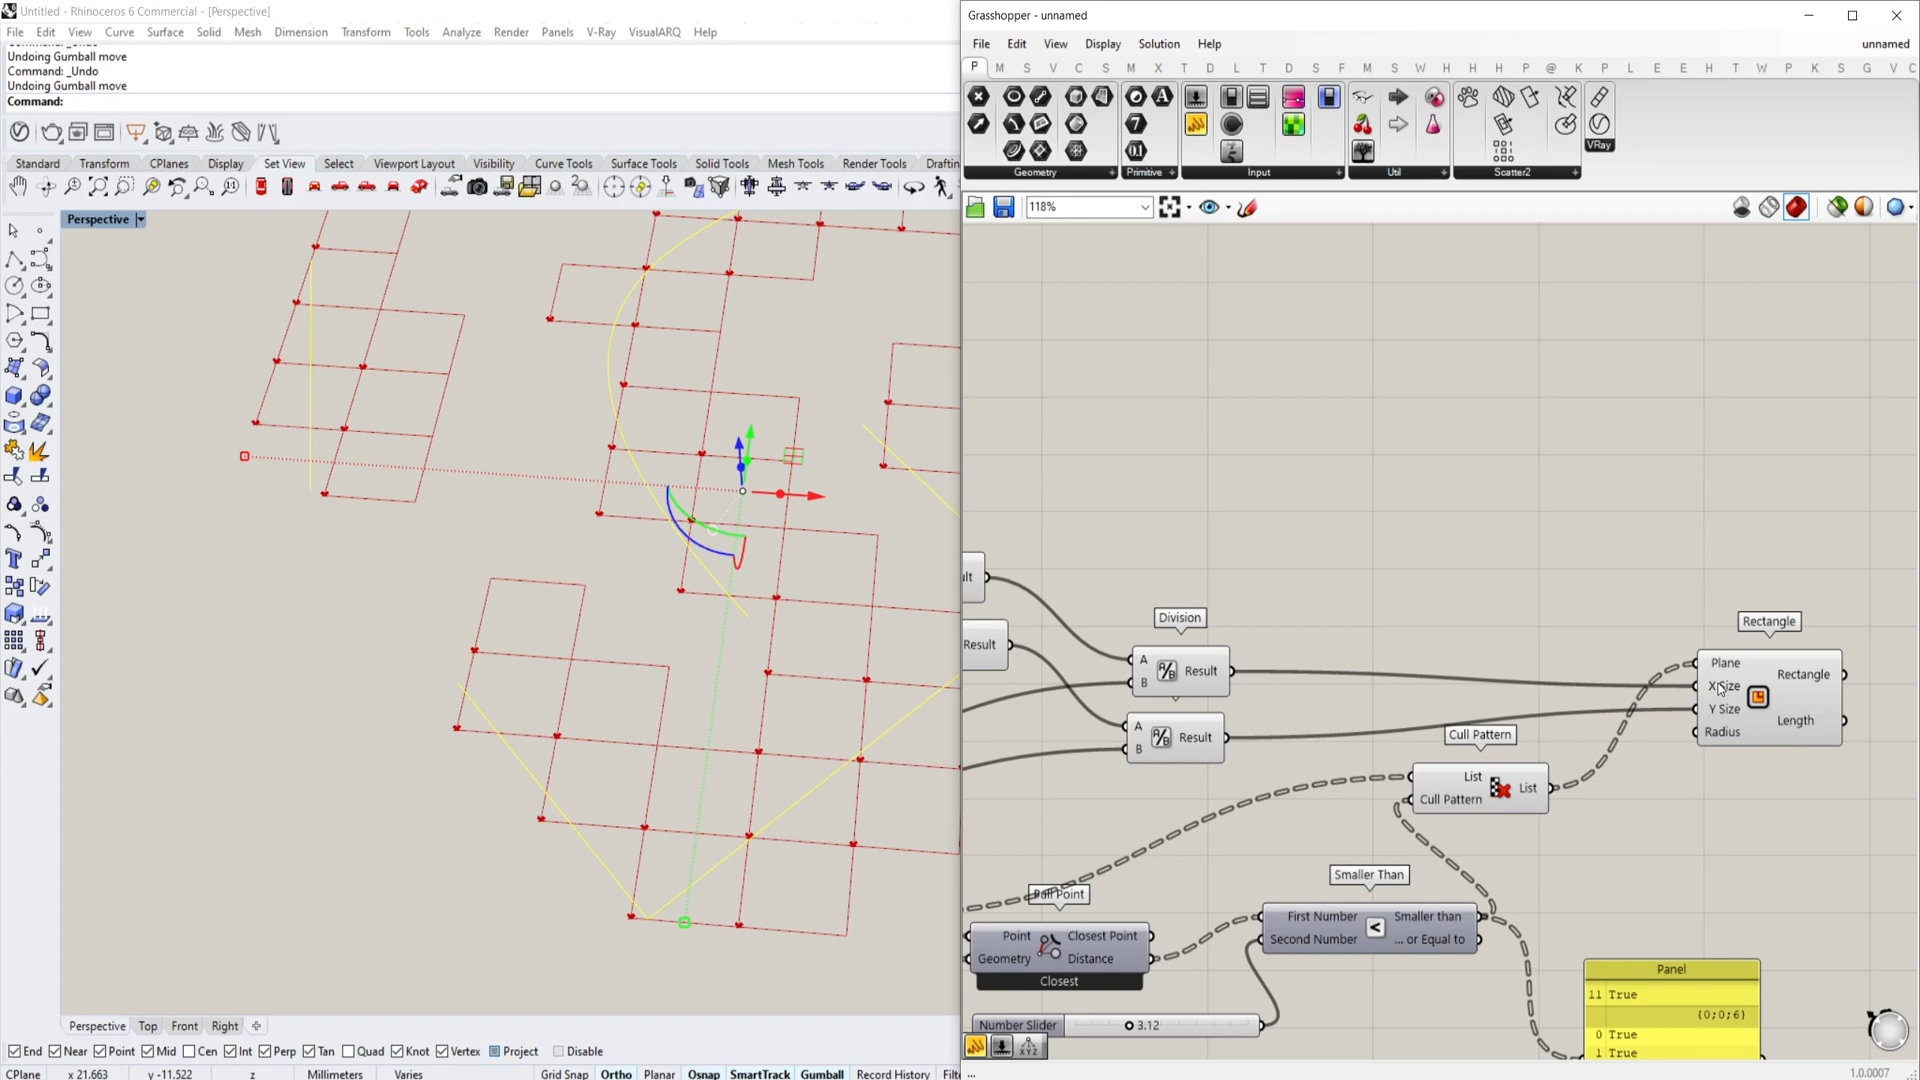 Untitled - Rhinoceros 6 Commercial - [Perspective]
File Edit View Curve Surface Solid Mesh Dimension Transform Tools Analyze Render Panels V-Ray VisualARQ Help
Undoing Gumball move
Command: _Undo
Undoing Gumball move
Command:
Standard Transform CPlanes Display Set View Select Viewport Layout Visibility Curve Tools Surface Tools Solid Tools Mesh Tools Render Tools Draftin
Perspective
Perspective Top Front Right
End Near Point Mid Cen Int Perp Tan Quad Knot Vertex Project Disable
CPlane x 21.663 y -11.522 z Millimeters Varies Grid Snap Ortho Planar Osnap SmartTrack Gumball Record History Filte
Grasshopper - unnamed
File Edit View Display Solution Help unnamed
P M S V C S M X T D L T D S F M S W H H H P @ K P L E E H T W P K S G V C
Geometry Primitive Input Util Scatter2 VRay
118%
Division
lt
Result
A
B
Result
A
B
Result
Rectangle
Plane
X Size
Y Size
Radius
Rectangle
Length
Cull Pattern
List
Cull Pattern
List
Smaller Than
First Number
Second Number
Smaller than
... or Equal to
Pull Point
Point
Geometry
Closest Point
Distance
Closest
Number Slider 3.12
Panel
11 True
{0;0;6}
0 True
1 True
...
1.0.0007